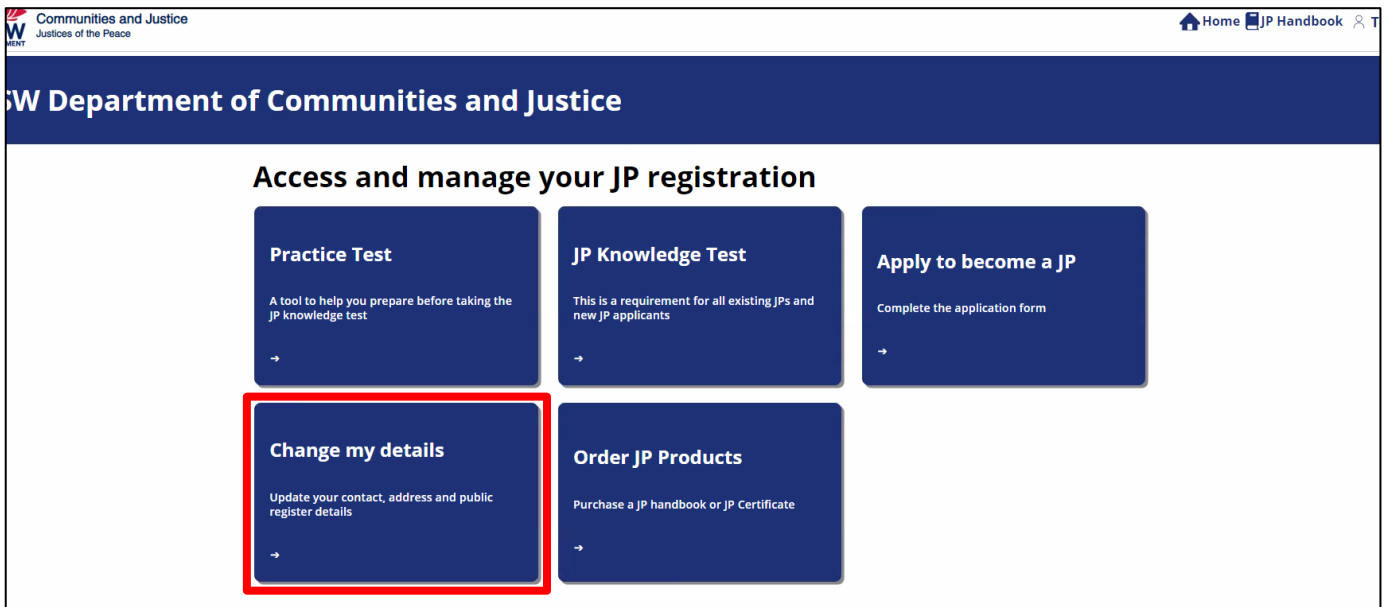 Communities and Justice
Justices of the Peace
Home JP Handbook T
W
MENT
SW Department of Communities and Justice
Access and manage your JP registration
Practice Test
A tool to help you prepare before taking the
JP knowledge test
→
JP Knowledge Test
This is a requirement for all existing JPs and
new JP applicants
→
Apply to become a JP
Complete the application form
→
Change my details
Update your contact, address and public
register details
→
Order JP Products
Purchase a JP handbook or JP Certificate
→